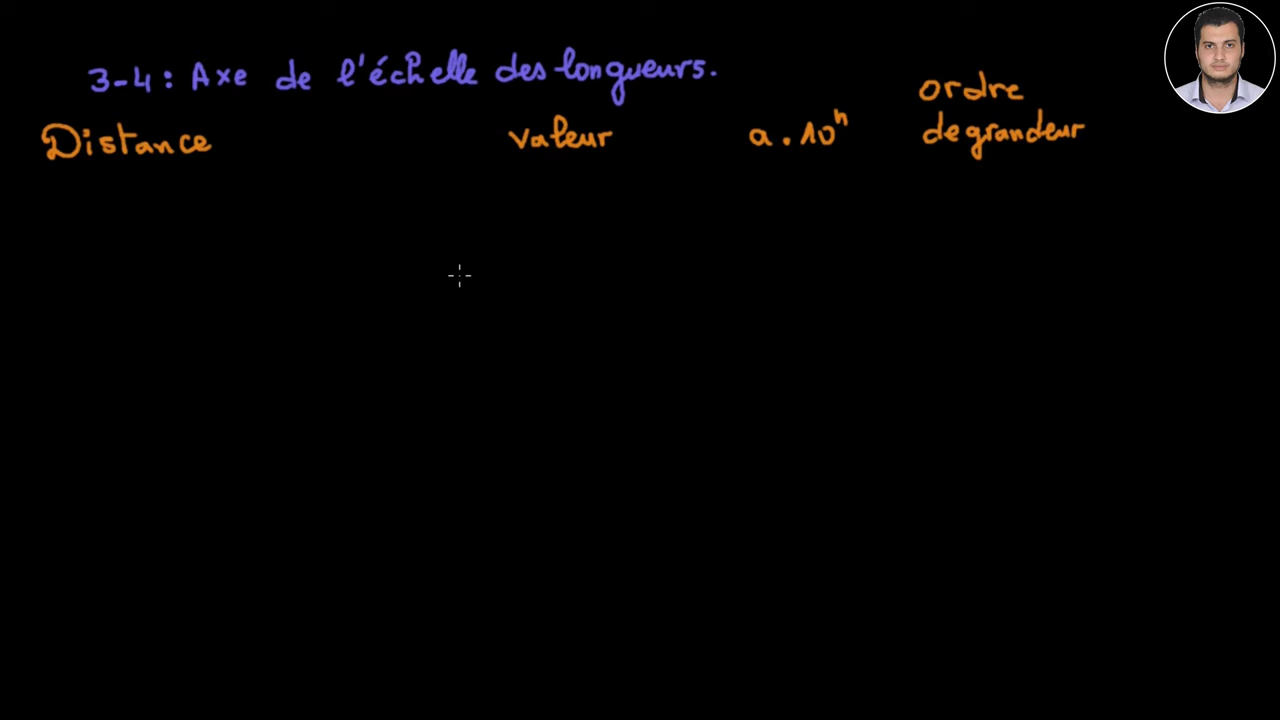 3-4 : Axe de l'échelle des longueurs.
ordre
Distance valeur a . 10ⁿ de grandeur